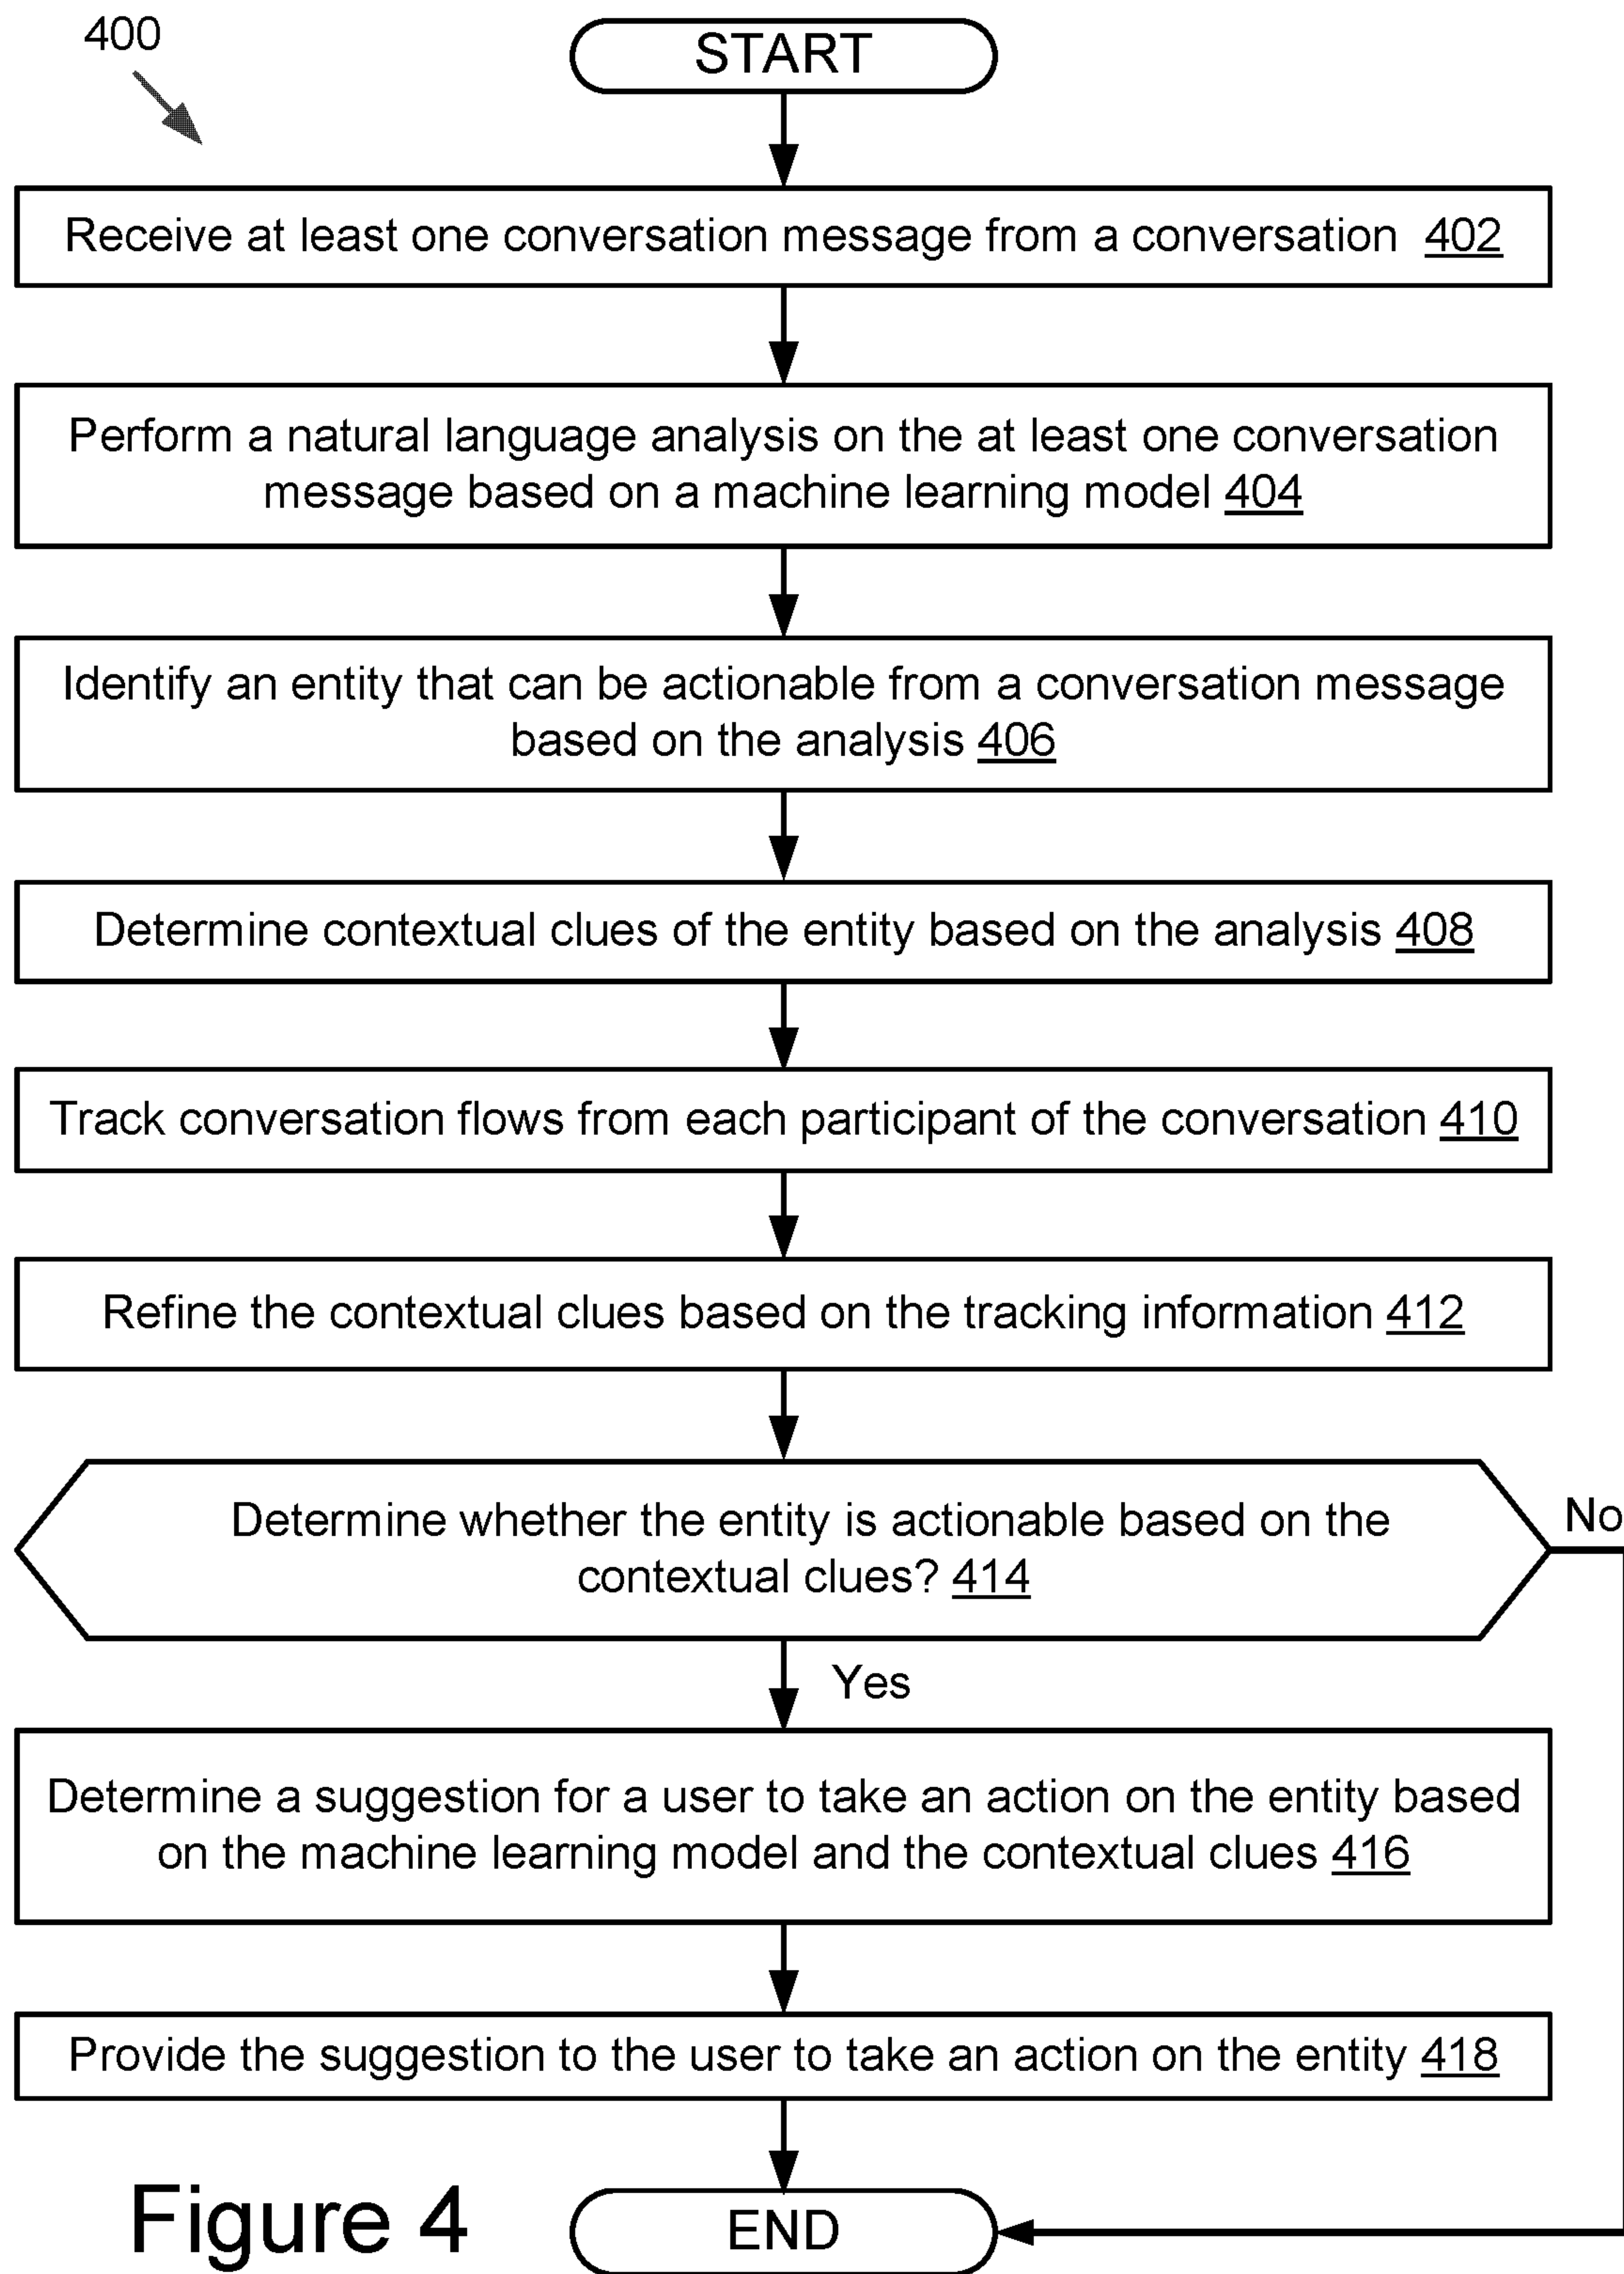 400
START
Receive at least one conversation message from a conversation 402
Perform a natural language analysis on the at least one conversation
message based on a machine learning model 404
Identify an entity that can be actionable from a conversation message
based on the analysis 406
Determine contextual clues of the entity based on the analysis 408
Track conversation flows from each participant of the conversation 410
Refine the contextual clues based on the tracking information 412
Determine whether the entity is actionable based on the
contextual clues? 414
No
Yes
Determine a suggestion for a user to take an action on the entity based
on the machine learning model and the contextual clues 416
Provide the suggestion to the user to take an action on the entity 418
Figure 4
END